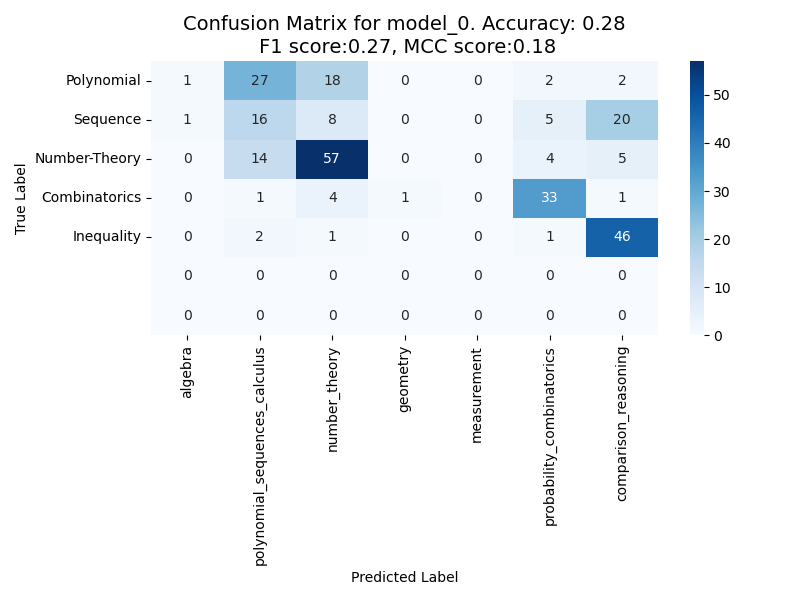 Confusion Matrix for model_0. Accuracy: 0.28
F1 score:0.27, MCC score:0.18
True Label
Polynomial 1 27 18 0 0 2 2
Sequence 1 16 8 0 0 5 20
Number-Theory 0 14 57 0 0 4 5
Combinatorics 0 1 4 1 0 33 1
Inequality 0 2 1 0 0 1 46
0 0 0 0 0 0 0
0 0 0 0 0 0 0
50
40
30
20
10
0
algebra
polynomial_sequences_calculus
number_theory
geometry
measurement
probability_combinatorics
comparison_reasoning
Predicted Label